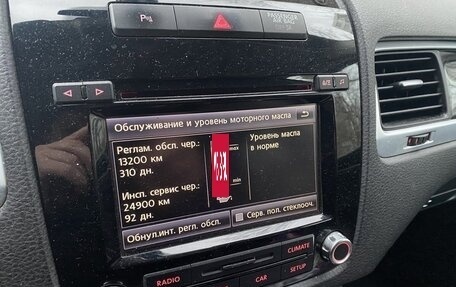 P
PASSENGER
AIR BAG
Обслуживание и уровень моторного масла
Реглам. обсл. чер.:
13200 км
310 дн.
Инсп. сервис чер.:
24900 км
92 дн.
max
min
Уровень масла
в норме
Обнул.инт. регл. обсл.
Серв. пол. стеклооч.
RADIO
CAR
SETUP
CLIMATE